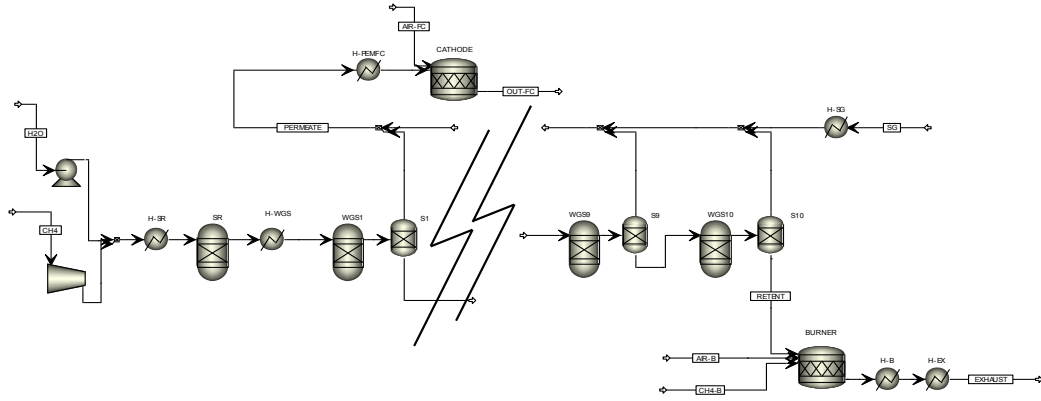 AIR-FC
CATHODE
H-PEMFC
OUT-FC
H2O
PERMEATE
H-SG
SG
H-SR
SR
H-WGS
WGS1
S1
WGS9
S9
WGS10
S10
CH4
RETENT
BURNER
AIR-B
H-B
H-EX
EXHAUST
CH4-B